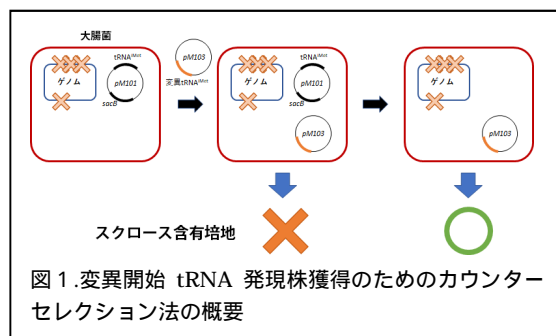 大腸菌
tRNAiMet
ゲノム
pM101
sacB
pM103
変異tRNAiMet
tRNAiMet
ゲノム
pM101
sacB
pM103
ゲノム
pM103
スクロース含有培地
図1.変異開始 tRNA 発現株獲得のためのカウンター
セレクション法の概要